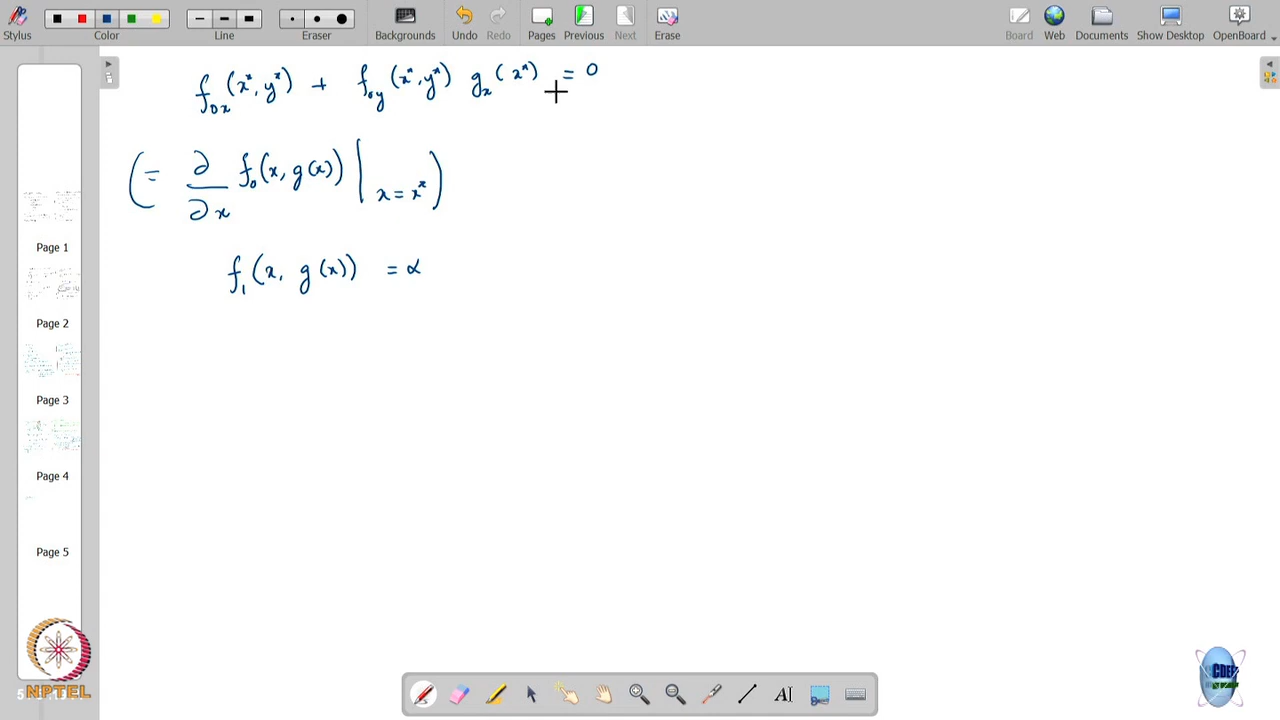 Stylus Color Line Eraser Backgrounds Undo Redo Pages Previous Next Erase Board Web Documents Show Desktop OpenBoard
f₀ₓ(x*, y*) + f₀y(x*, y*) gₓ(x*) = 0
(= ∂/∂x f₀(x, g(x)) | x = x*)
f₁(x, g(x)) = α
Page 1
Page 2
Page 3
Page 4
Page 5
NPTEL
CDEEP